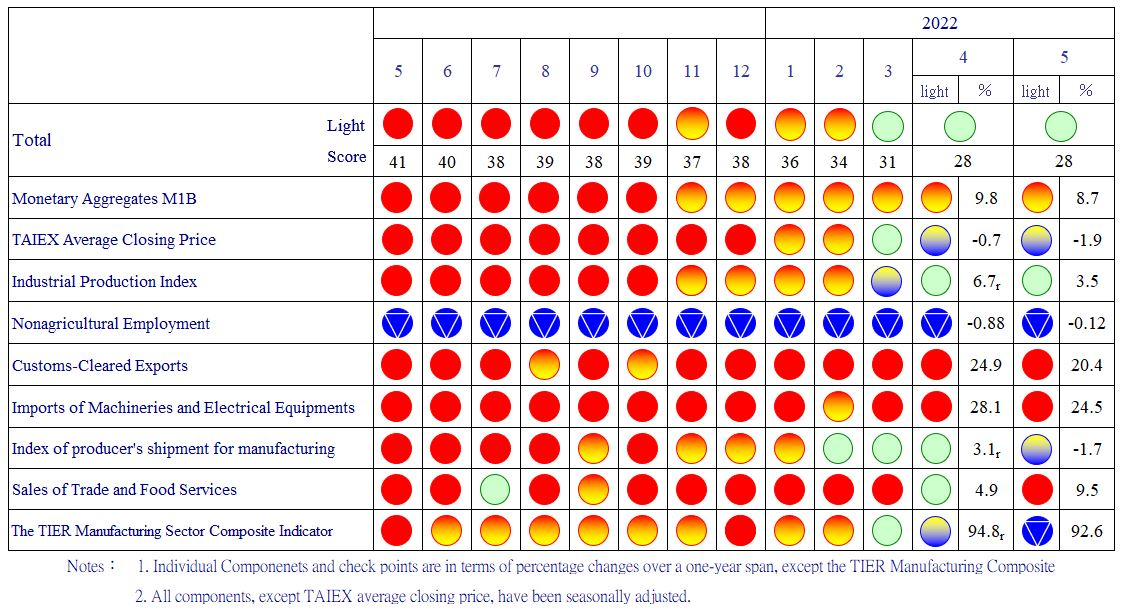 2022
5 6 7 8 9 10 11 12 1 2 3 4 5
light % light %
Total Light
Score 41 40 38 39 38 39 37 38 36 34 31 28 28
Monetary Aggregates M1B 9.8 8.7
TAIEX Average Closing Price -0.7 -1.9
Industrial Production Index 6.7r 3.5
Nonagricultural Employment -0.88 -0.12
Customs-Cleared Exports 24.9 20.4
Imports of Machineries and Electrical Equipments 28.1 24.5
Index of producer's shipment for manufacturing 3.1r -1.7
Sales of Trade and Food Services 4.9 9.5
The TIER Manufacturing Sector Composite Indicator 94.8r 92.6
Notes： 1. Individual Componenets and check points are in terms of percentage changes over a one-year span, except the TIER Manufacturing Composite
2. All components, except TAIEX average closing price, have been seasonally adjusted.